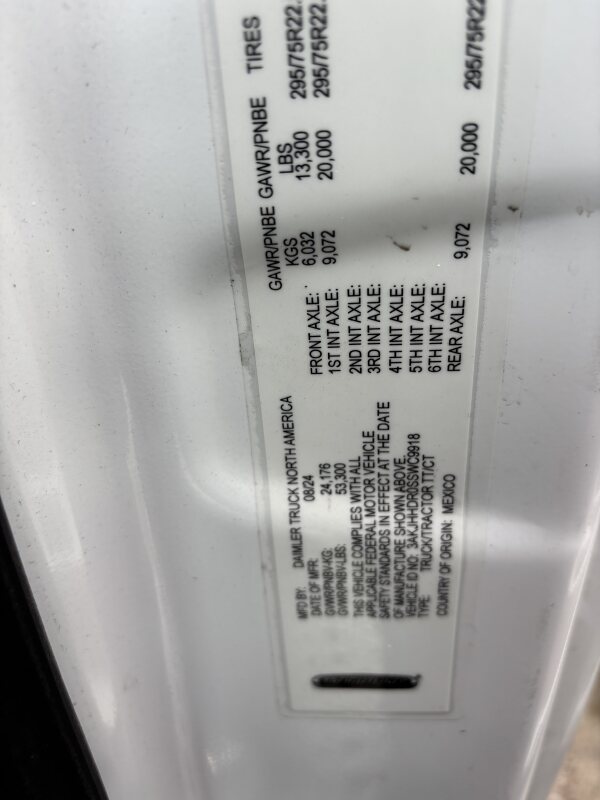 MFD BY: DAIMLER TRUCK NORTH AMERICA
DATE OF MFR: 08/24
GVWR/PNBV-KG: 24,176
GVWR/PNBV-LBS: 53,300
THIS VEHICLE COMPLIES WITH ALL
APPLICABLE FEDERAL MOTOR VEHICLE
SAFETY STANDARDS IN EFFECT AT THE DATE
OF MANUFACTURE SHOWN ABOVE.
VEHICLE ID NO: 3AKJHHDR0SSWC9918
TYPE: TRUCK/TRACTOR TT/CT
COUNTRY OF ORIGIN: MEXICO
GAWR/PNBE GAWR/PNBE TIRES
KGS LBS
FRONT AXLE: 6,032 13,300 295/75R22.
1ST INT AXLE: 9,072 20,000 295/75R22.
2ND INT AXLE:
3RD INT AXLE:
4TH INT AXLE:
5TH INT AXLE:
6TH INT AXLE:
REAR AXLE: 9,072 20,000 295/75R22